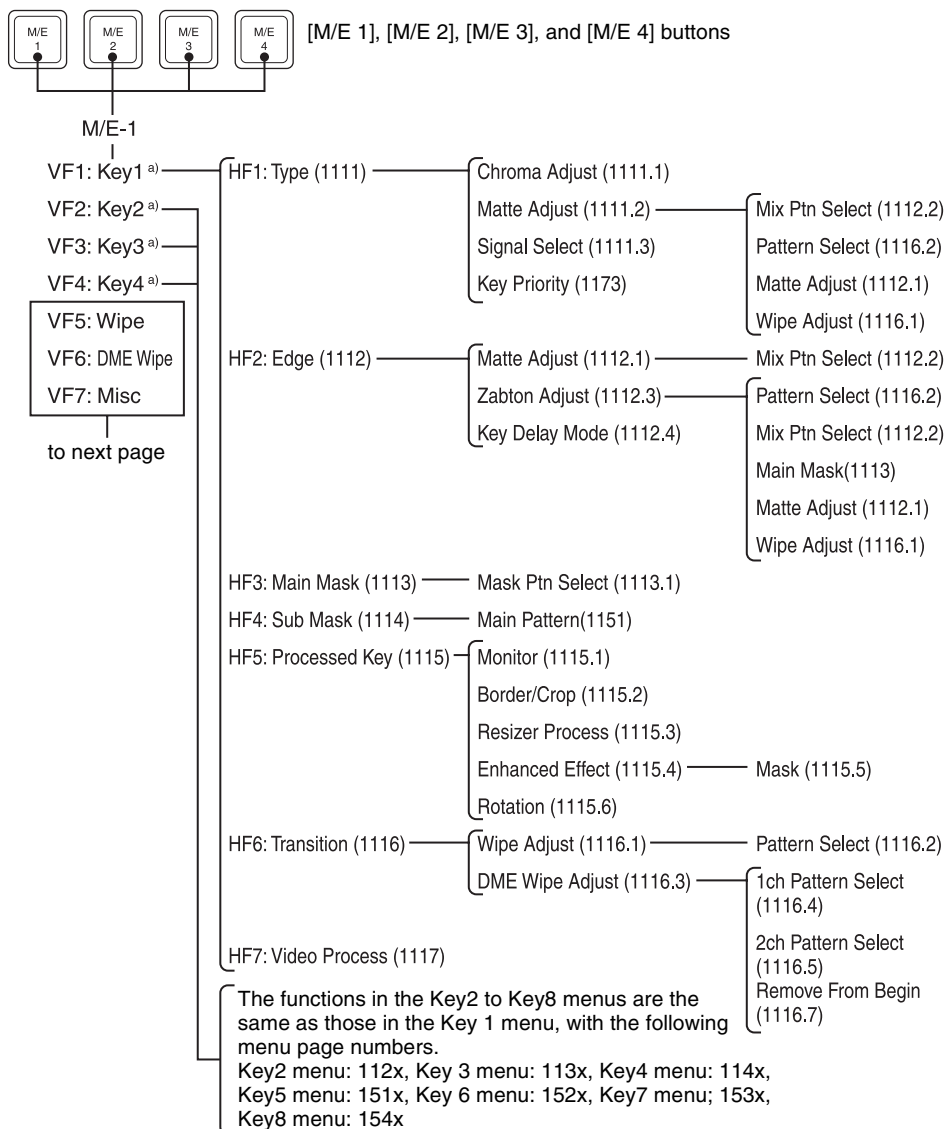 M/E
1
M/E
2
M/E
3
M/E
4
[M/E 1], [M/E 2], [M/E 3], and [M/E 4] buttons
M/E-1
VF1: Key1 a)
VF2: Key2 a)
VF3: Key3 a)
VF4: Key4 a)
VF5: Wipe
VF6: DME Wipe
VF7: Misc
to next page
HF1: Type (1111)
Chroma Adjust (1111.1)
Matte Adjust (1111.2)
Mix Ptn Select (1112.2)
Signal Select (1111.3)
Pattern Select (1116.2)
Key Priority (1173)
Matte Adjust (1112.1)
Wipe Adjust (1116.1)
HF2: Edge (1112)
Matte Adjust (1112.1)
Mix Ptn Select (1112.2)
Zabton Adjust (1112.3)
Pattern Select (1116.2)
Key Delay Mode (1112.4)
Mix Ptn Select (1112.2)
Main Mask(1113)
Matte Adjust (1112.1)
Wipe Adjust (1116.1)
HF3: Main Mask (1113)
Mask Ptn Select (1113.1)
HF4: Sub Mask (1114)
Main Pattern(1151)
HF5: Processed Key (1115)
Monitor (1115.1)
Border/Crop (1115.2)
Resizer Process (1115.3)
Enhanced Effect (1115.4)
Mask (1115.5)
Rotation (1115.6)
HF6: Transition (1116)
Wipe Adjust (1116.1)
Pattern Select (1116.2)
DME Wipe Adjust (1116.3)
1ch Pattern Select
(1116.4)
2ch Pattern Select
(1116.5)
Remove From Begin
(1116.7)
HF7: Video Process (1117)
The functions in the Key2 to Key8 menus are the
same as those in the Key 1 menu, with the following
menu page numbers.
Key2 menu: 112x, Key 3 menu: 113x, Key4 menu: 114x,
Key5 menu: 151x, Key 6 menu: 152x, Key7 menu; 153x,
Key8 menu: 154x